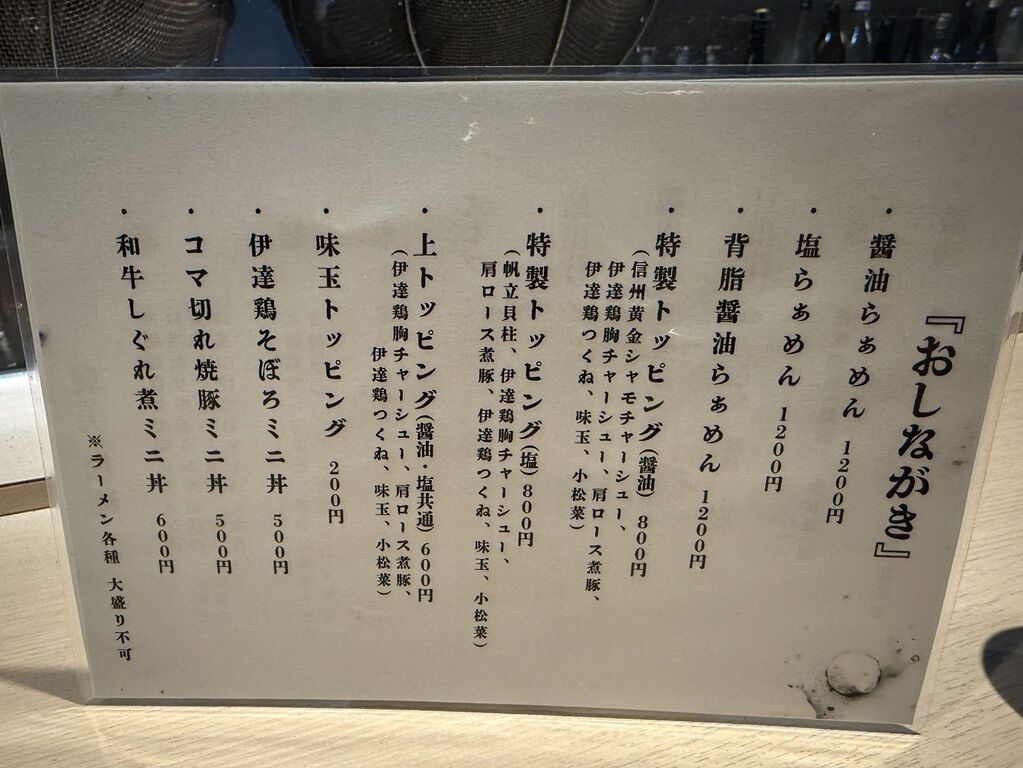 『おしながき』
・醤油らぁめん 1200円
・塩らぁめん 1200円
・背脂醤油らぁめん 1200円
・特製トッピング(醤油) 800円
(信州黄金シャモチャーシュー、
伊達鶏胸チャーシュー、肩ロース煮豚、
伊達鶏つくね、味玉、小松菜)
・特製トッピング(塩) 800円
(帆立貝柱、伊達鶏胸チャーシュー、
肩ロース煮豚、伊達鶏つくね、味玉、小松菜)
・上トッピング(醤油・塩共通) 600円
(伊達鶏胸チャーシュー、肩ロース煮豚、
伊達鶏つくね、味玉、小松菜)
・味玉トッピング 200円
・伊達鶏そぼろミニ丼 500円
・コマ切れ焼豚ミニ丼 500円
・和牛しぐれ煮ミニ丼 600円
※ラーメン各種 大盛り不可